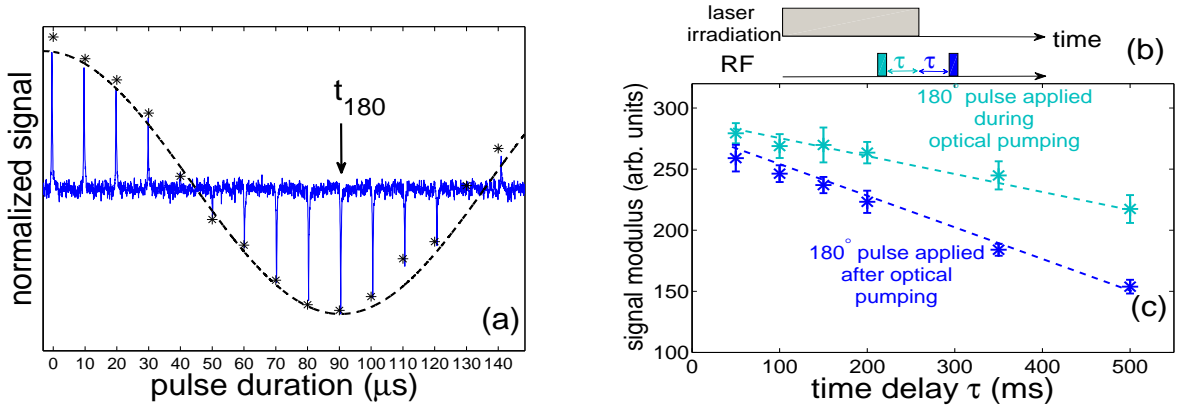 normalized signal
t180
(a)
0 10 20 30 40 50 60 70 80 90 100 110 120 130 140
pulse duration (μs)
laser
irradiation
time
(b)
RF
τ τ
signal modulus (arb. units)
300
250
200
150
100
180° pulse applied
during
optical pumping
180° pulse applied
after optical
pumping
(c)
0 100 200 300 400 500
time delay τ (ms)